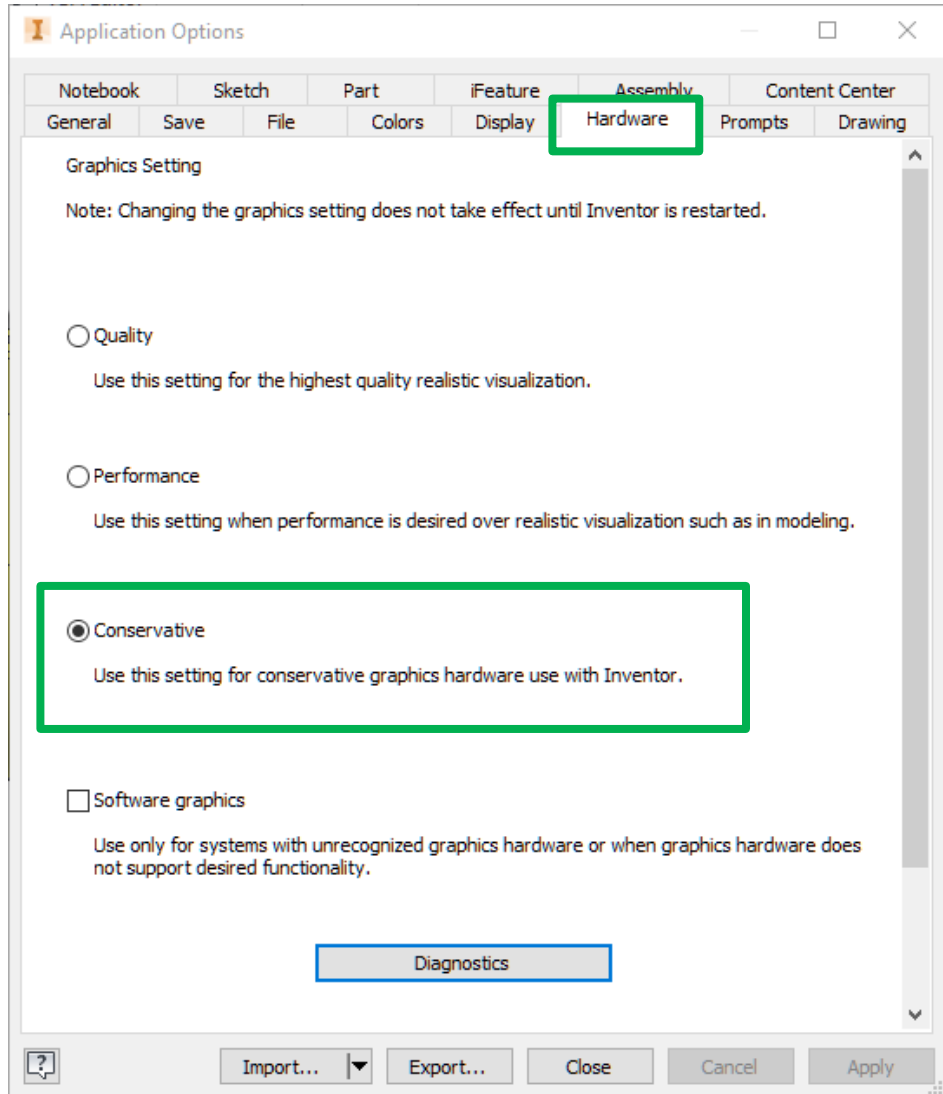 Application Options
Notebook Sketch Part iFeature Assembly Content Center
General Save File Colors Display Hardware Prompts Drawing
Graphics Setting
Note: Changing the graphics setting does not take effect until Inventor is restarted.
Quality
Use this setting for the highest quality realistic visualization.
Performance
Use this setting when performance is desired over realistic visualization such as in modeling.
Conservative
Use this setting for conservative graphics hardware use with Inventor.
Software graphics
Use only for systems with unrecognized graphics hardware or when graphics hardware does
not support desired functionality.
Diagnostics
Import... Export... Close Cancel Apply